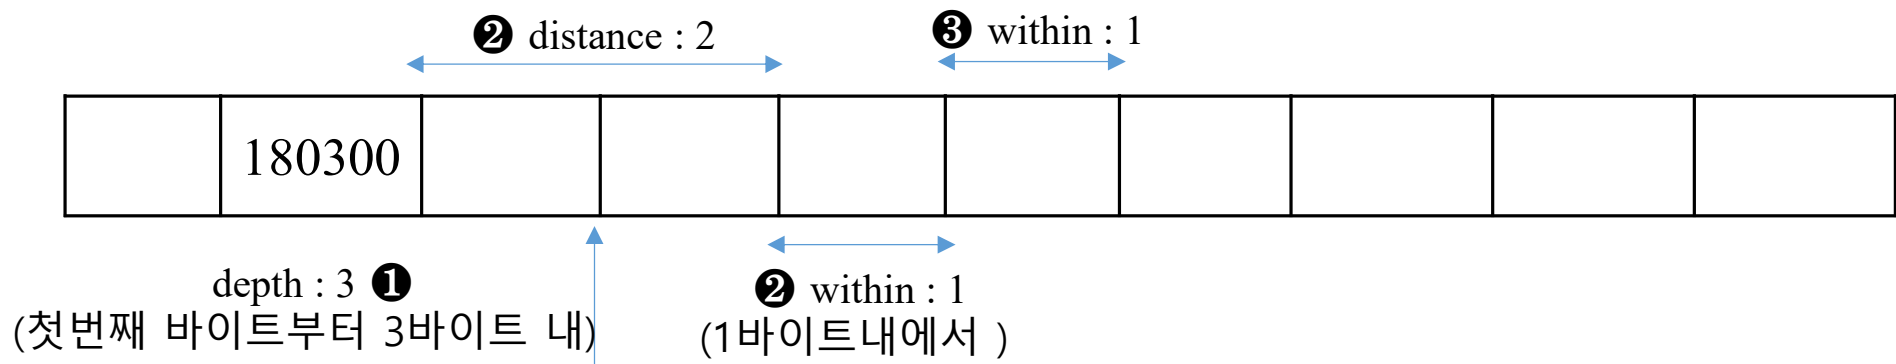 ❷ distance : 2
❸ within : 1
180300
depth : 3 ❶
(첫번째 바이트부터 3바이트 내)
❷ within : 1
(1바이트내에서 )